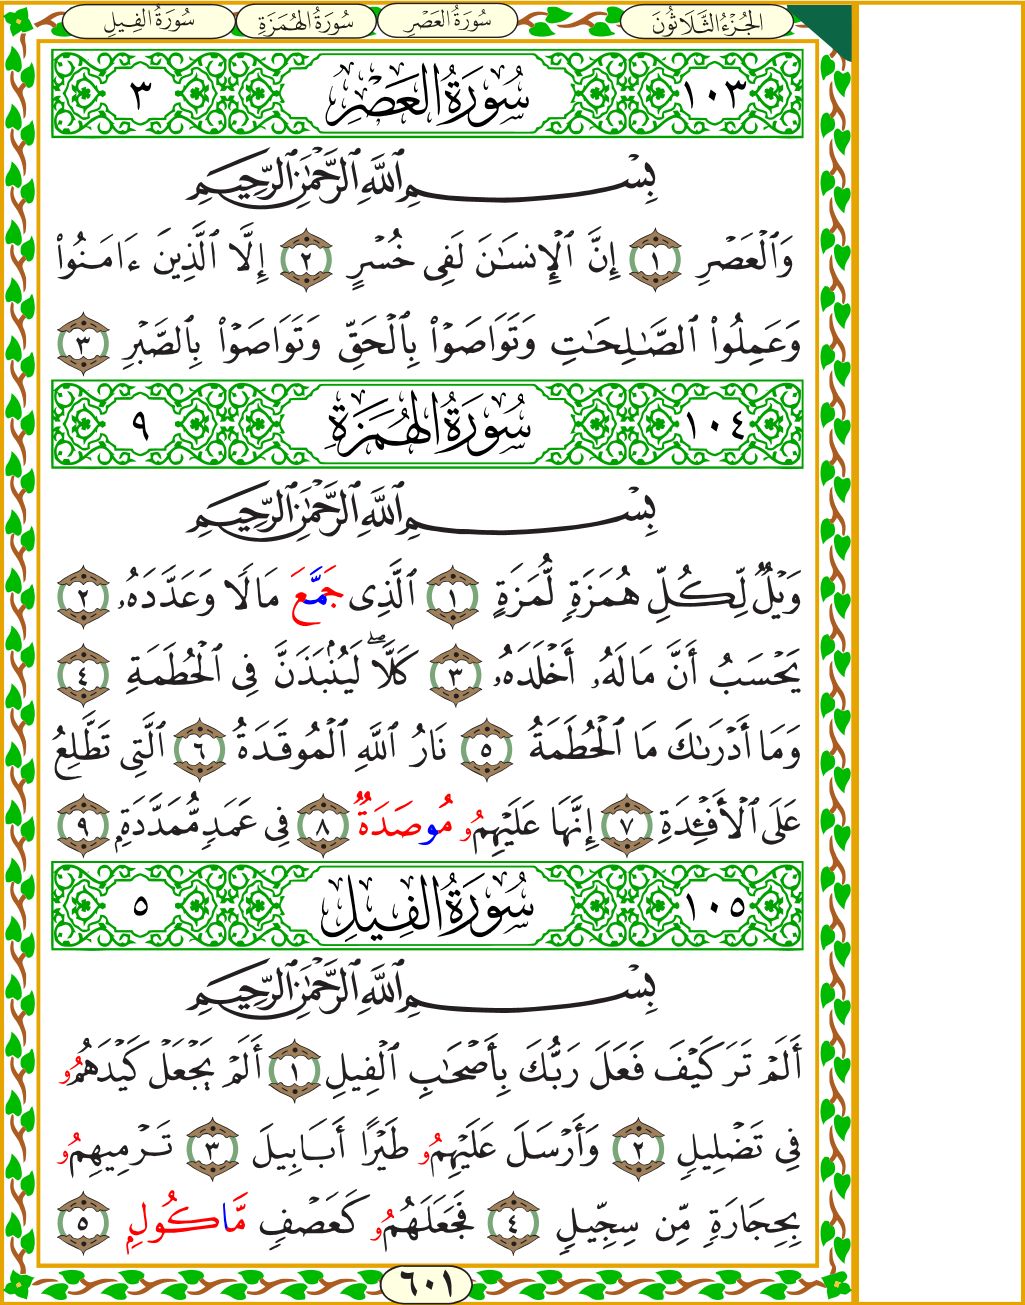 الجُزْءُ الثَّلَاثُونَ سُورَةُ العَصْرِ سُورَةُ الهُمَزَةِ سُورَةُ الفِيلِ
١٠٣ سُورَةُ العَصْرِ ٣
بِسْمِ ٱللَّهِ ٱلرَّحْمَٰنِ ٱلرَّحِيمِ
وَٱلْعَصْرِ ١ إِنَّ ٱلْإِنسَٰنَ لَفِى خُسْرٍ ٢ إِلَّا ٱلَّذِينَ ءَامَنُوا۟
وَعَمِلُوا۟ ٱلصَّٰلِحَٰتِ وَتَوَاصَوْا۟ بِٱلْحَقِّ وَتَوَاصَوْا۟ بِٱلصَّبْرِ ٣
١٠٤ سُورَةُ الهُمَزَةِ ٩
بِسْمِ ٱللَّهِ ٱلرَّحْمَٰنِ ٱلرَّحِيمِ
وَيْلٌ لِّكُلِّ هُمَزَةٍ لُّمَزَةٍ ١ ٱلَّذِى جَمَّعَ مَالًا وَعَدَّدَهُۥ ٢
يَحْسَبُ أَنَّ مَالَهُۥ أَخْلَدَهُۥ ٣ كَلَّا ۖ لَيُنۢبَذَنَّ فِى ٱلْحُطَمَةِ ٤
وَمَا أَدْرَىٰكَ مَا ٱلْحُطَمَةُ ٥ نَارُ ٱللَّهِ ٱلْمُوقَدَةُ ٦ ٱلَّتِى تَطَّلِعُ
عَلَى ٱلْأَفْـِٔدَةِ ٧ إِنَّهَا عَلَيْهِمُۥ مُوصَدَةٌ ٨ فِى عَمَدٍ مُّمَدَّدَةٍۭ ٩
١٠٥ سُورَةُ الفِيلِ ٥
بِسْمِ ٱللَّهِ ٱلرَّحْمَٰنِ ٱلرَّحِيمِ
أَلَمْ تَرَ كَيْفَ فَعَلَ رَبُّكَ بِأَصْحَٰبِ ٱلْفِيلِ ١ أَلَمْ يَجْعَلْ كَيْدَهُمُۥ
فِى تَضْلِيلٍ ٢ وَأَرْسَلَ عَلَيْهِمُۥ طَيْرًا أَبَابِيلَ ٣ تَرْمِيهِمُۥ
بِحِجَارَةٍ مِّن سِجِّيلٍ ٤ فَجَعَلَهُمُۥ كَعَصْفٍ مَّاكُولٍۭ ٥
٦٠١